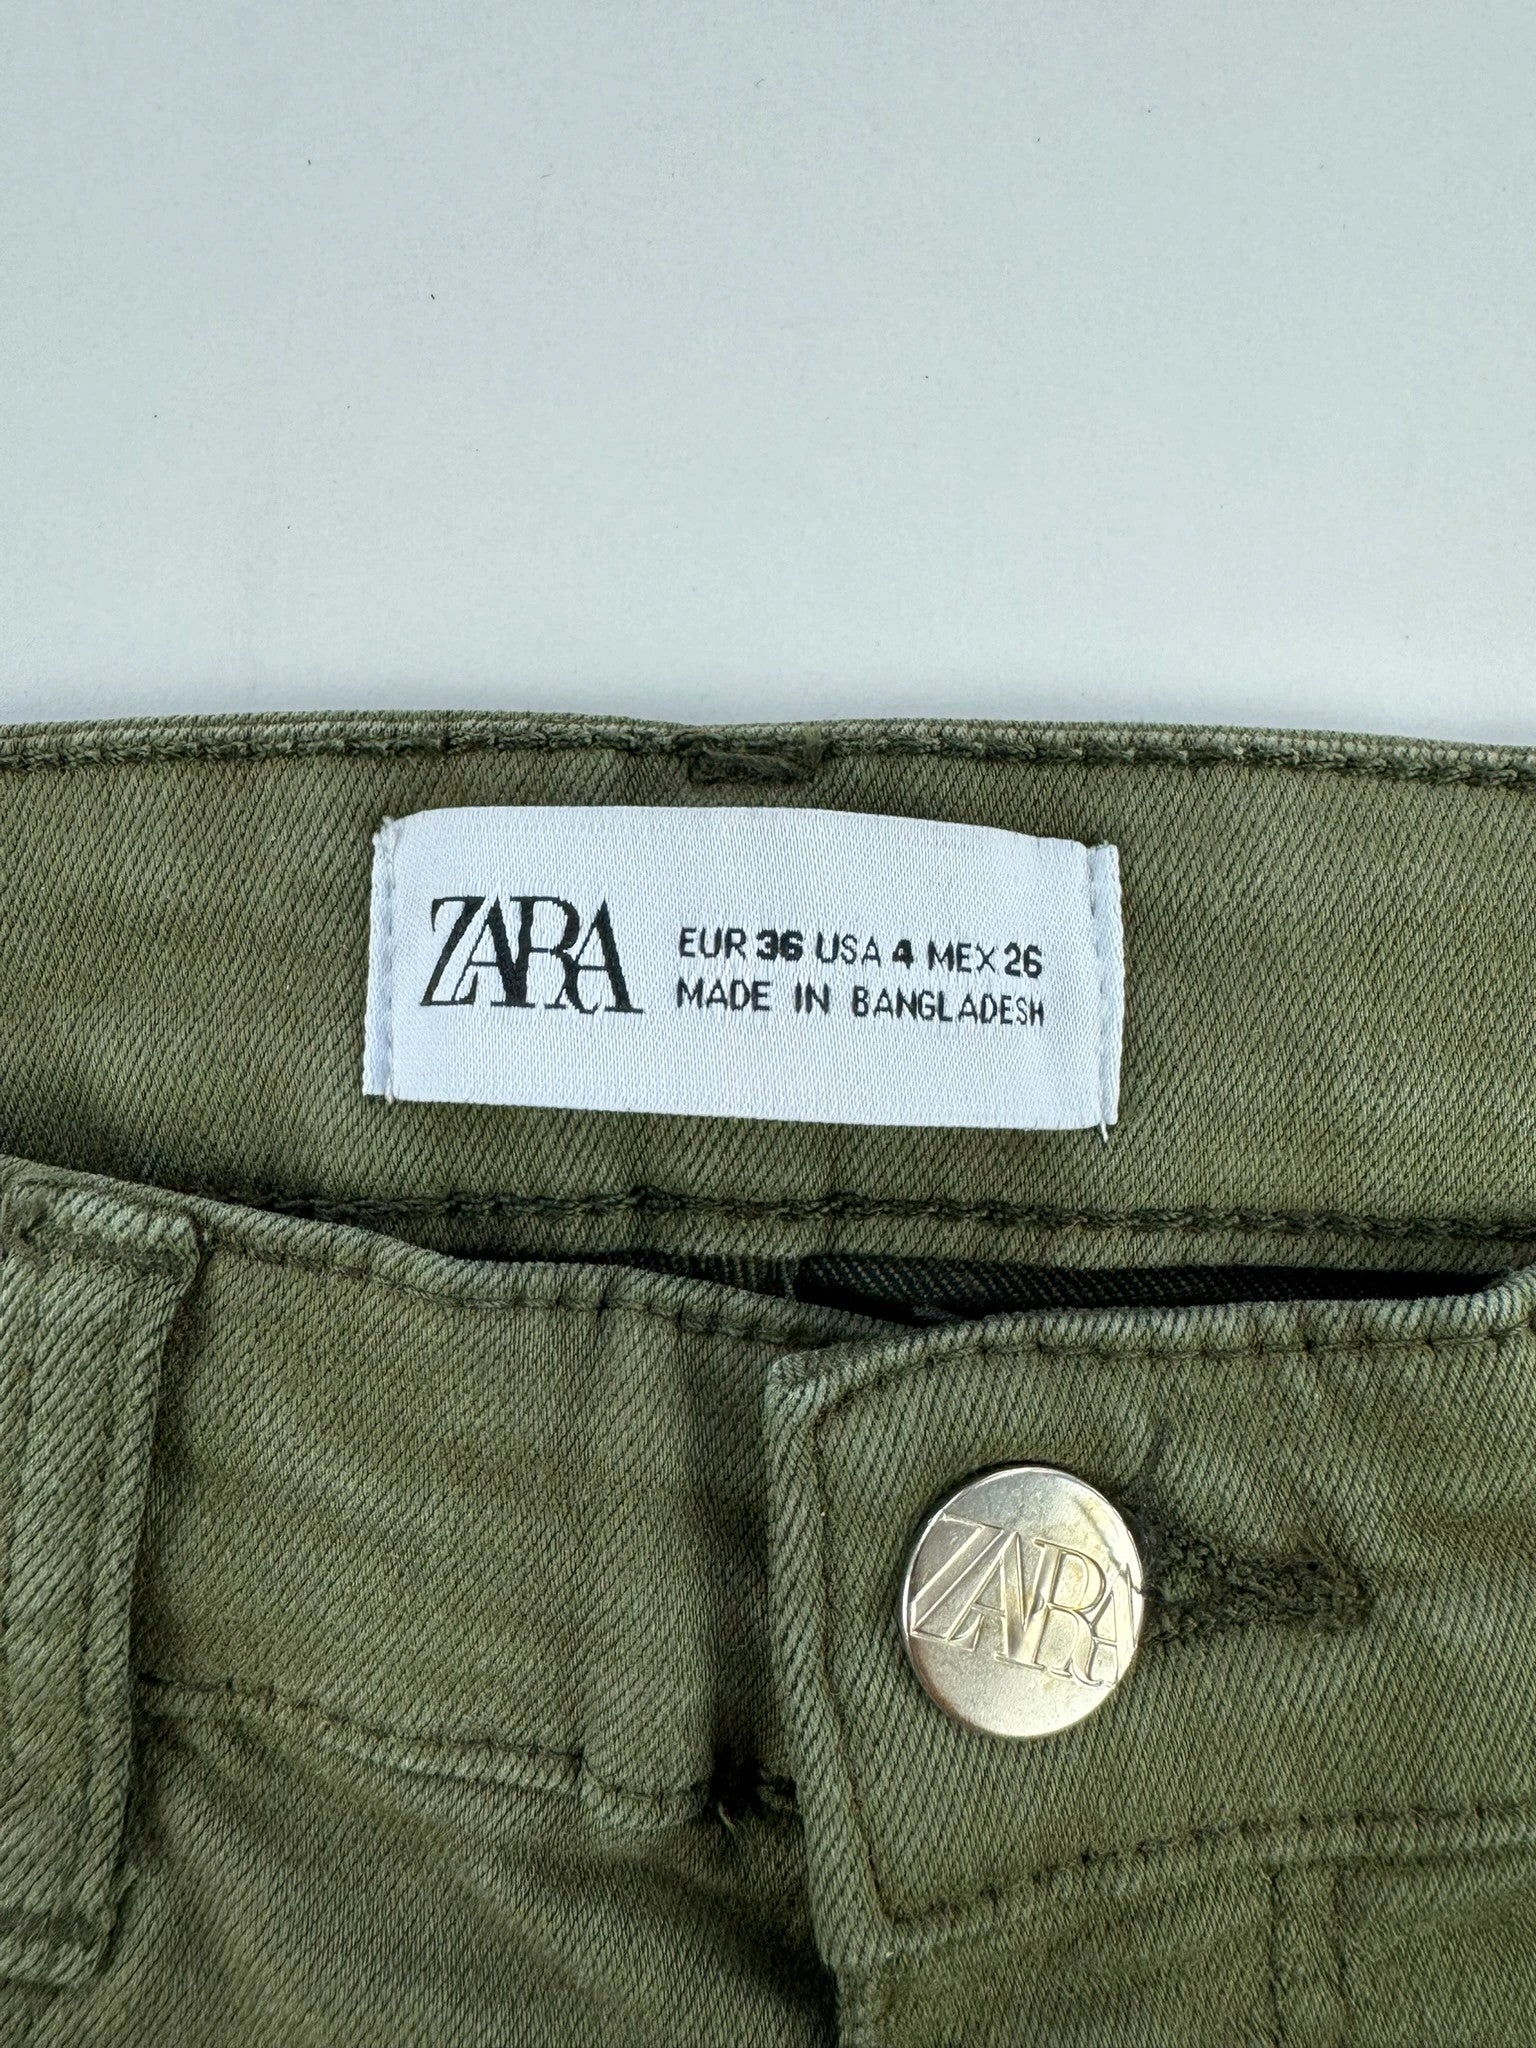 ZARA
EUR 36 USA 4 MEX 26
MADE IN BANGLADESH
ZARA